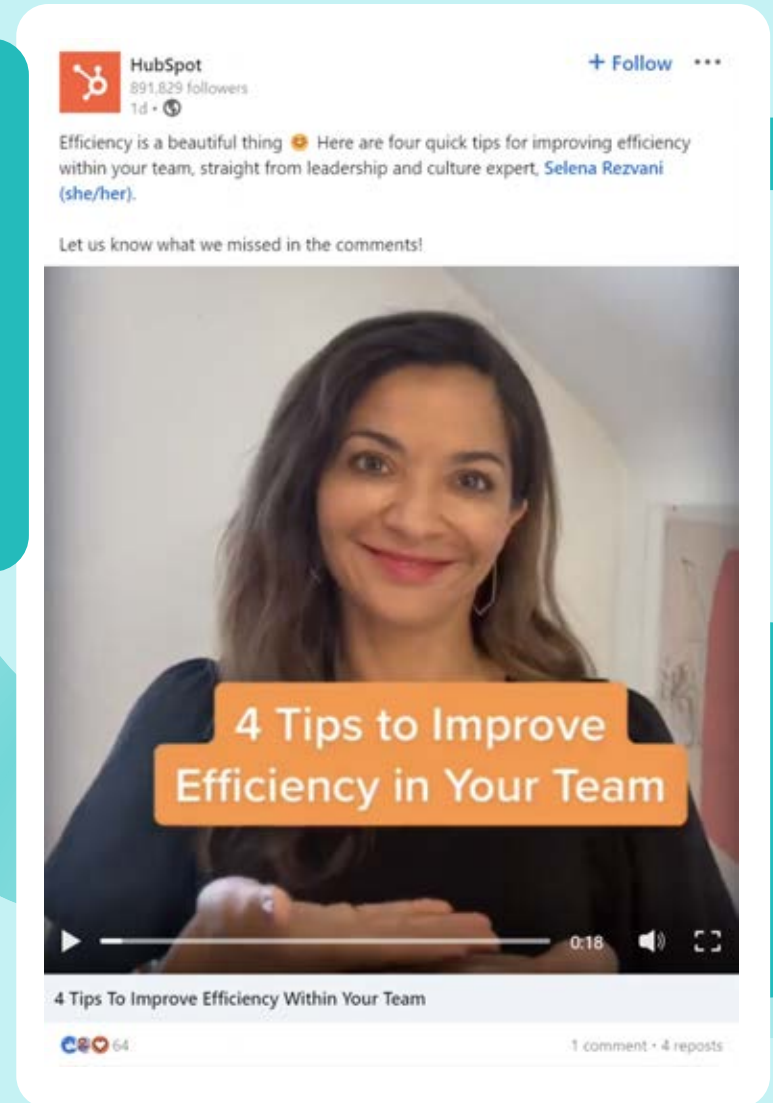 HubSpot
+ Follow
891,829 followers
1d •
Efficiency is a beautiful thing 😊 Here are four quick tips for improving efficiency
within your team, straight from leadership and culture expert, Selena Rezvani
(she/her).
Let us know what we missed in the comments!
4 Tips to Improve
Efficiency in Your Team
0:18
4 Tips To Improve Efficiency Within Your Team
64
1 comment • 4 reposts